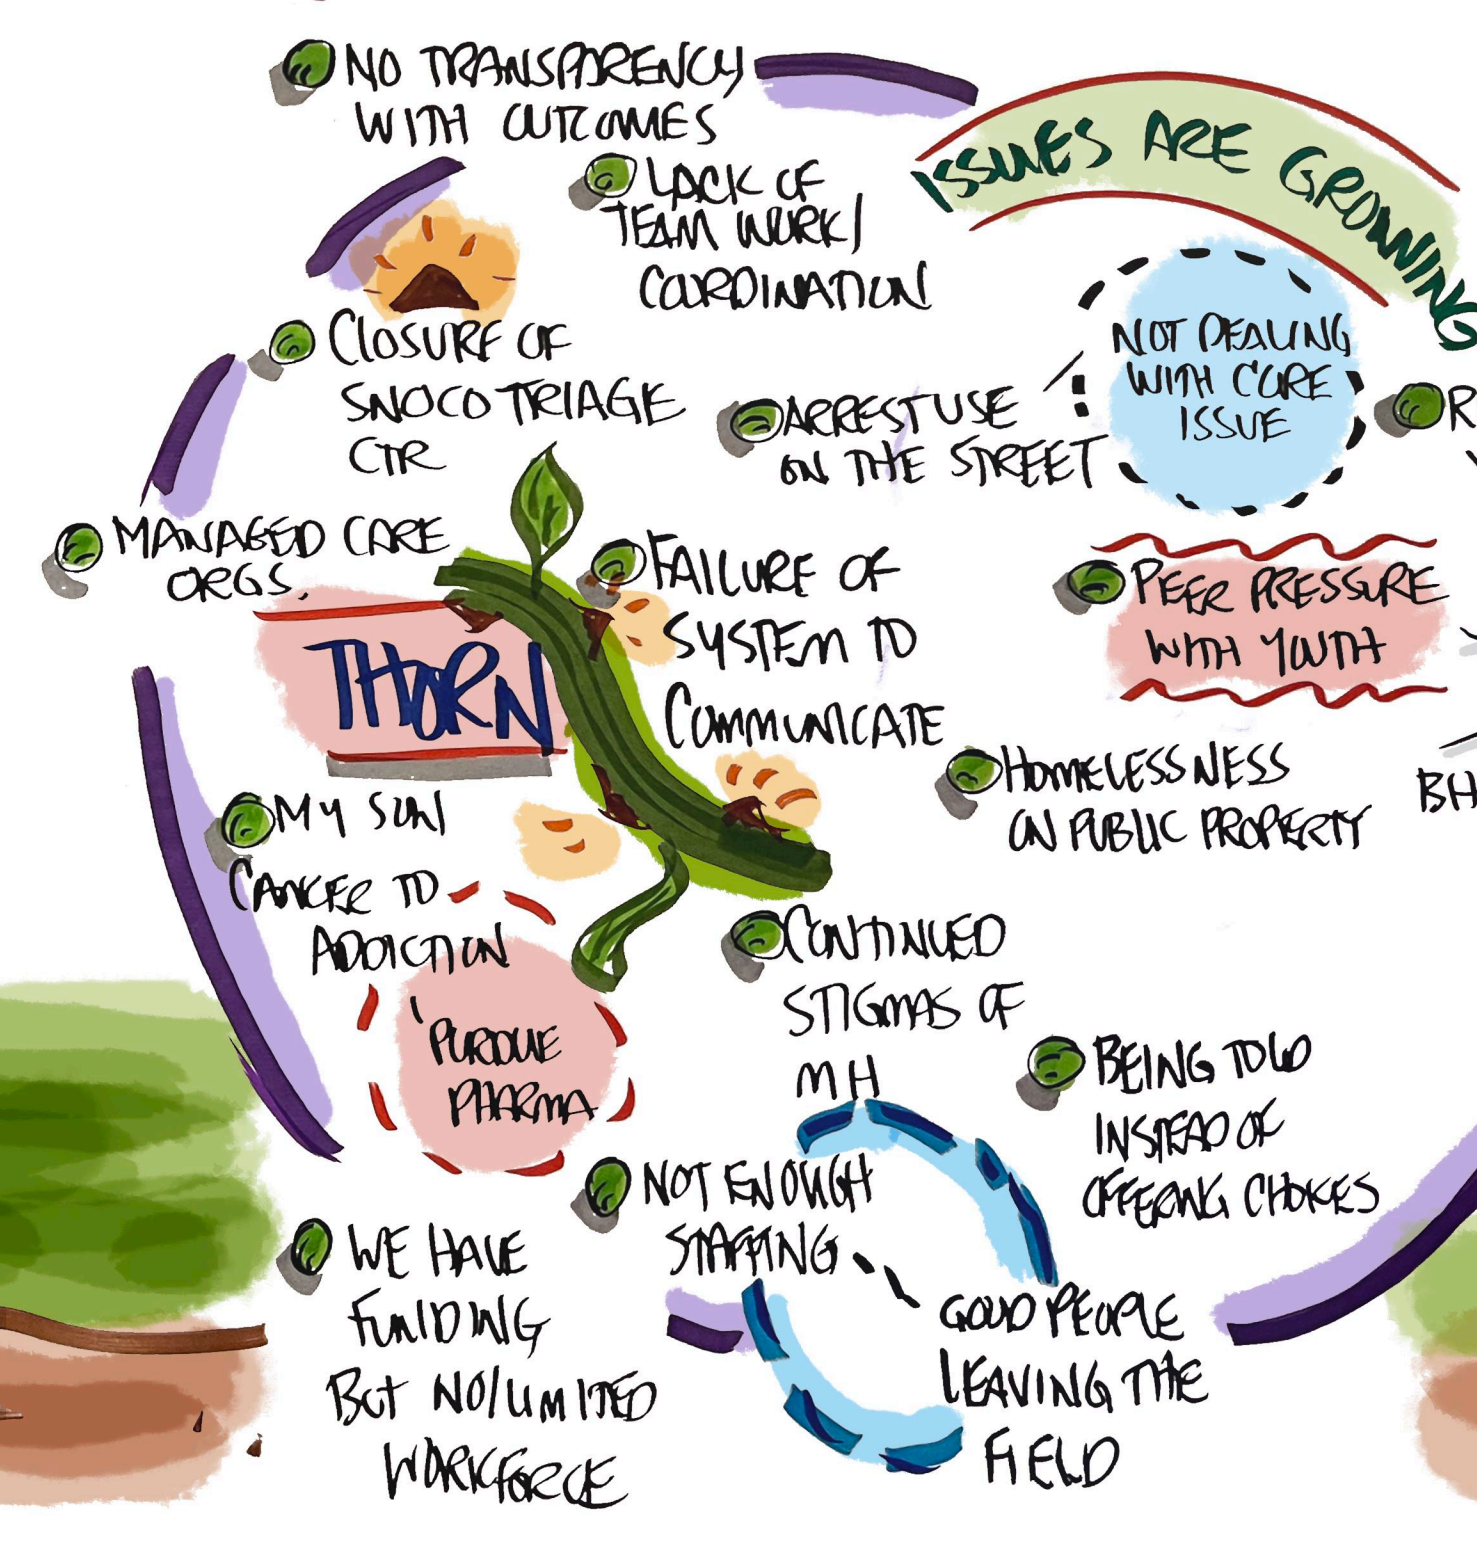 NO TRANSPARENCY
WITH OUTCOMES
LACK OF
TEAM WORK/
COORDINATION
ISSUES ARE GROWING
CLOSURE OF
SNOCO TRIAGE
CTR
NOT DEALING
WITH CORE
ISSUE
ARREST USE
ON THE STREET
R
MANAGED CARE
ORGS.
THORN
FAILURE OF
SYSTEM TO
COMMUNICATE
PEER PRESSURE
WITH YOUTH
HOMELESSNESS
ON PUBLIC PROPERTY
BH
MY SON
CANCER TO
ADDICTION
'PURDUE
PHARMA
CONTINUED
STIGMAS OF
MH
BEING TOLD
INSTEAD OF
OFFERING CHOICES
NOT ENOUGH
STAFFING
GOOD PEOPLE
LEAVING THE
FIELD
WE HAVE
FUNDING
BUT NO/LIMITED
WORKFORCE